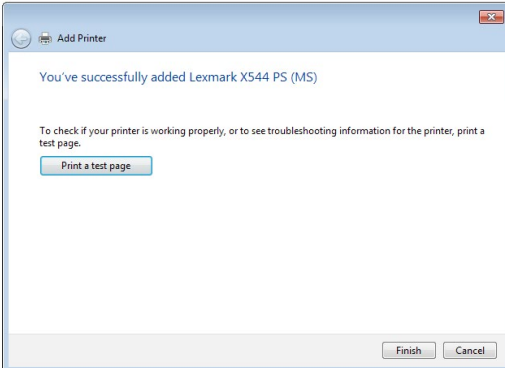 Add Printer
You've successfully added Lexmark X544 PS (MS)
To check if your printer is working properly, or to see troubleshooting information for the printer, print a
test page.
Print a test page
Finish Cancel